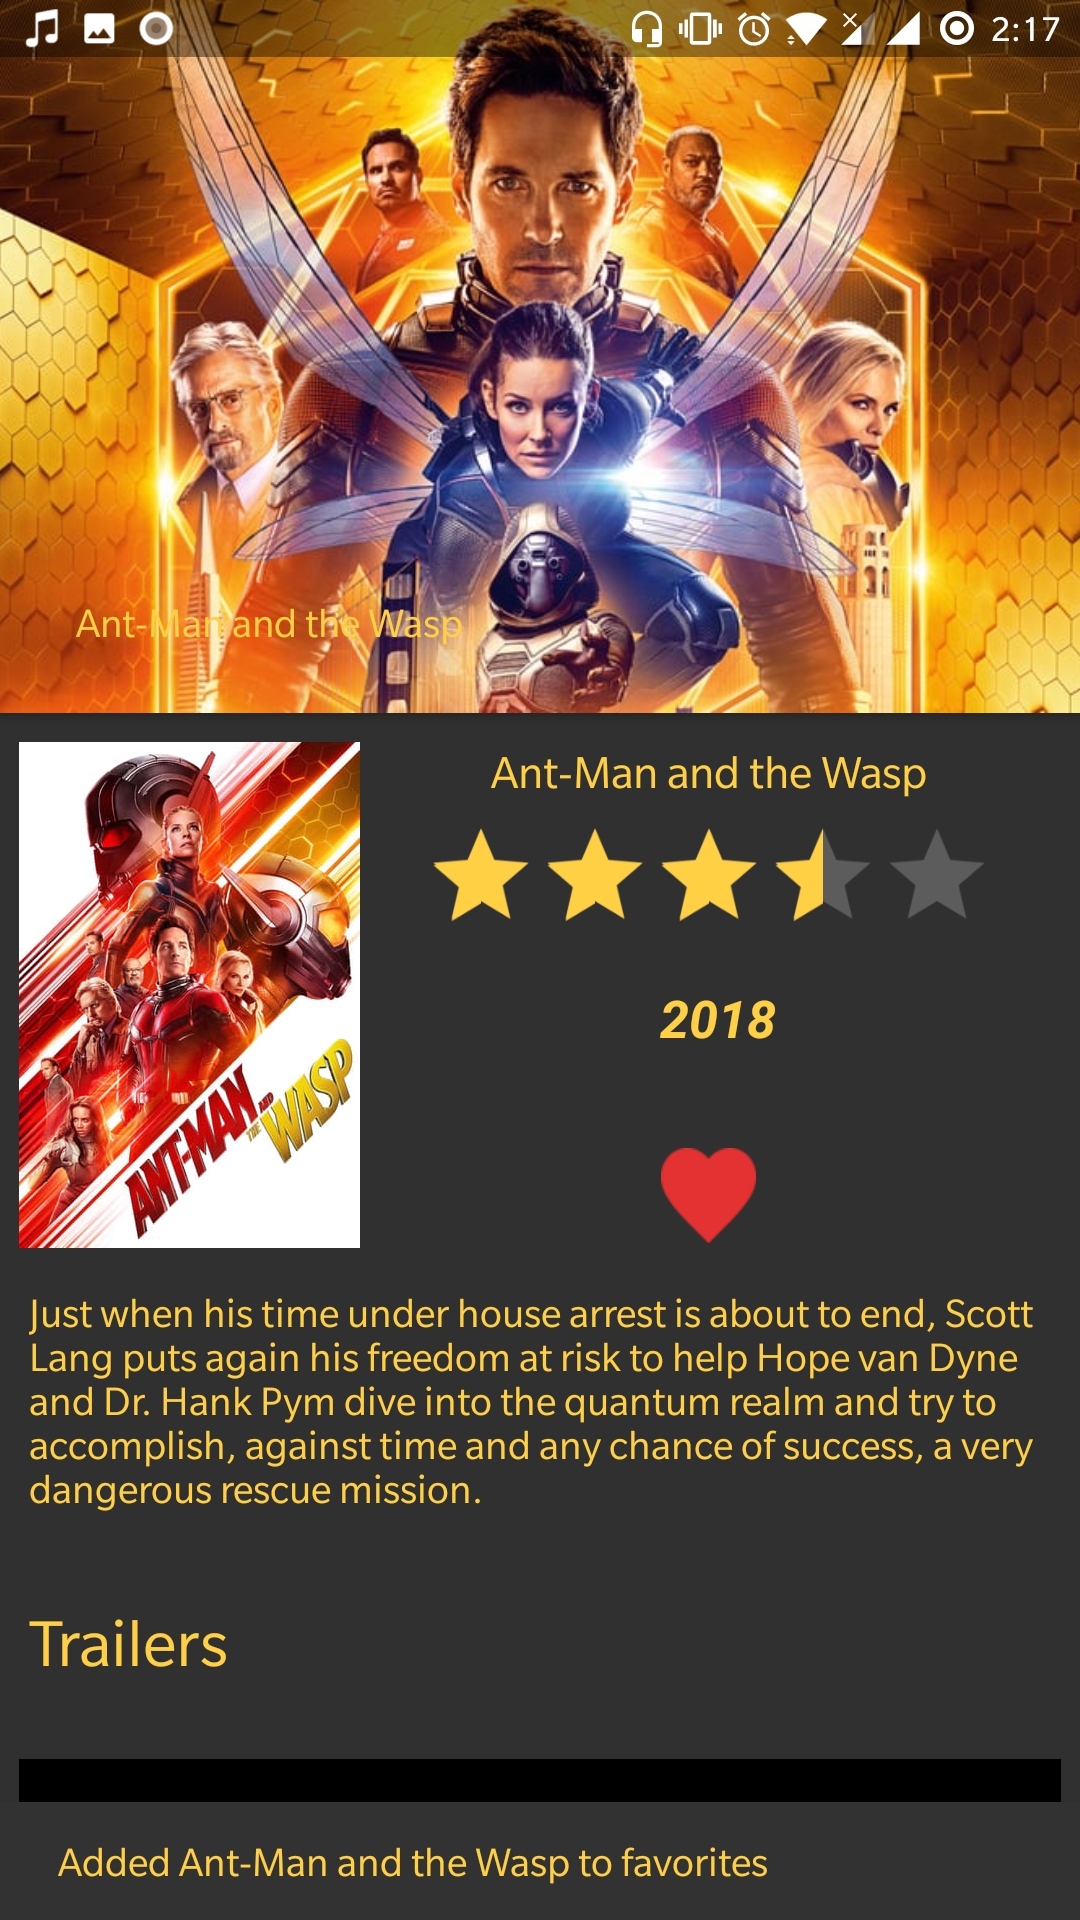 2:17
Ant-Man and the Wasp
Ant-Man and the Wasp
2018
ANT-MAN
AND THE
WASP
Just when his time under house arrest is about to end, Scott
Lang puts again his freedom at risk to help Hope van Dyne
and Dr. Hank Pym dive into the quantum realm and try to
accomplish, against time and any chance of success, a very
dangerous rescue mission.
Trailers
Added Ant-Man and the Wasp to favorites